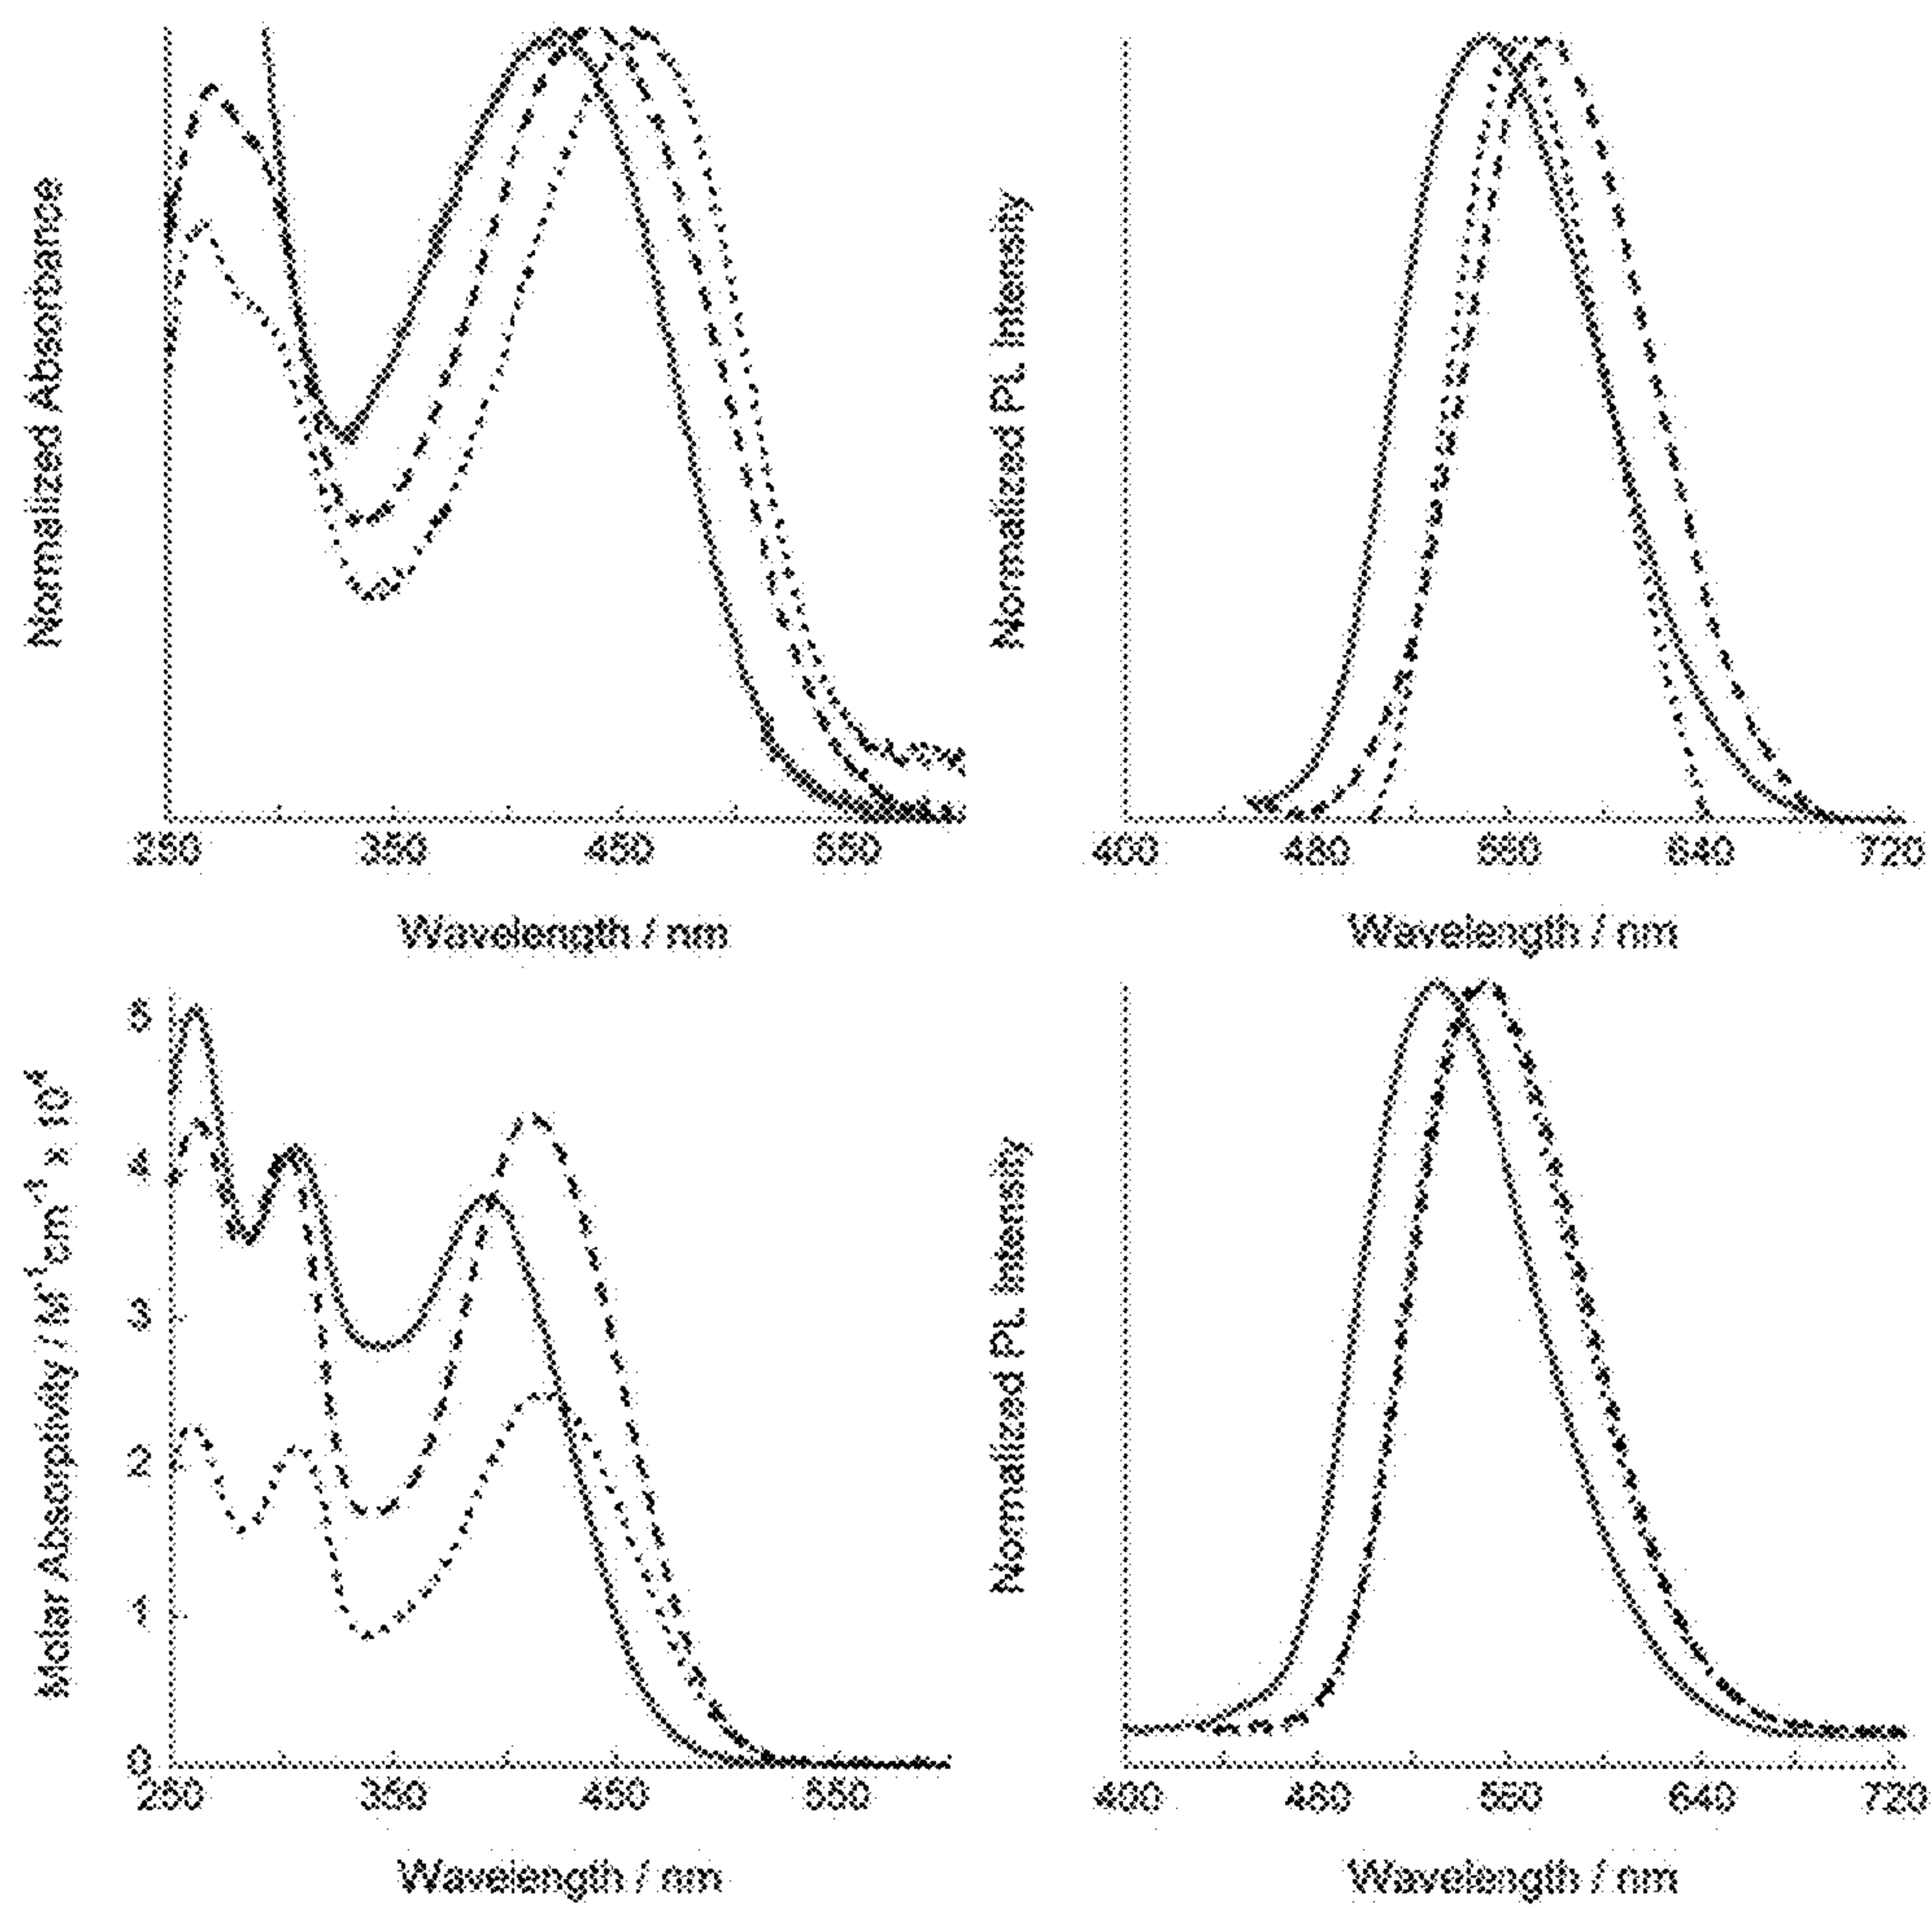 Normalized Absorbance
250 350 450 550
Wavelength / nm
Normalized PL Intensity
400 480 560 640 720
Wavelength / nm
Molar Absorptivity / M⁻¹cm⁻¹ x 10⁴
5
4
3
2
1
0
250 350 450 550
Wavelength / nm
Normalized PL Intensity
400 480 560 640 720
Wavelength / nm